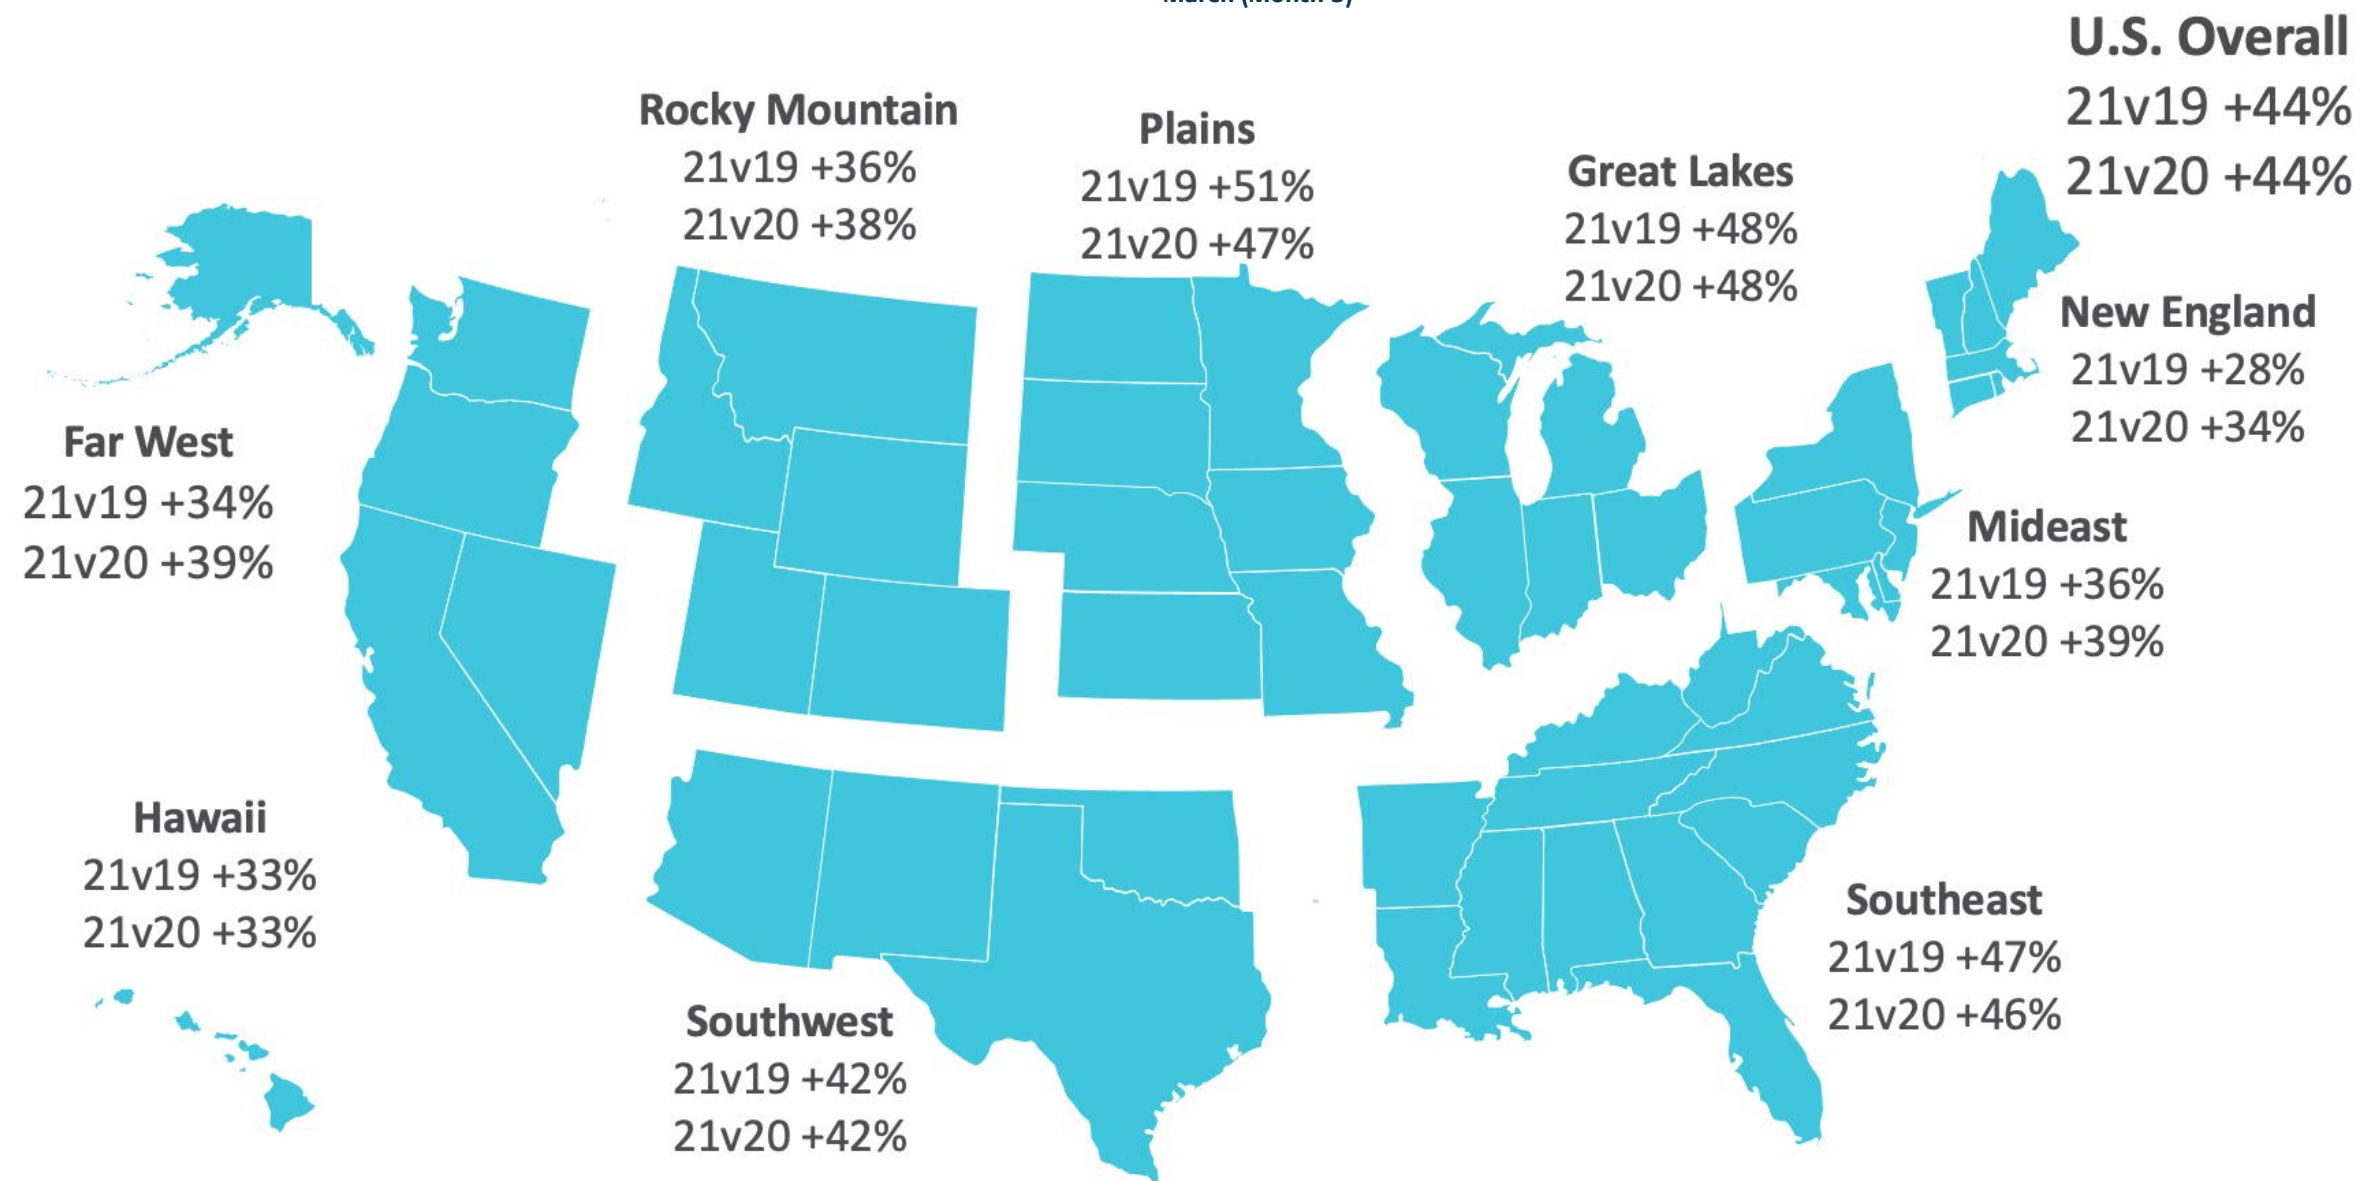 U.S. Overall
21v19 +44%
21v20 +44%
Rocky Mountain
21v19 +36%
21v20 +38%
Plains
21v19 +51%
21v20 +47%
Great Lakes
21v19 +48%
21v20 +48%
New England
21v19 +28%
21v20 +34%
Far West
21v19 +34%
21v20 +39%
Mideast
21v19 +36%
21v20 +39%
Hawaii
21v19 +33%
21v20 +33%
Southeast
21v19 +47%
21v20 +46%
Southwest
21v19 +42%
21v20 +42%